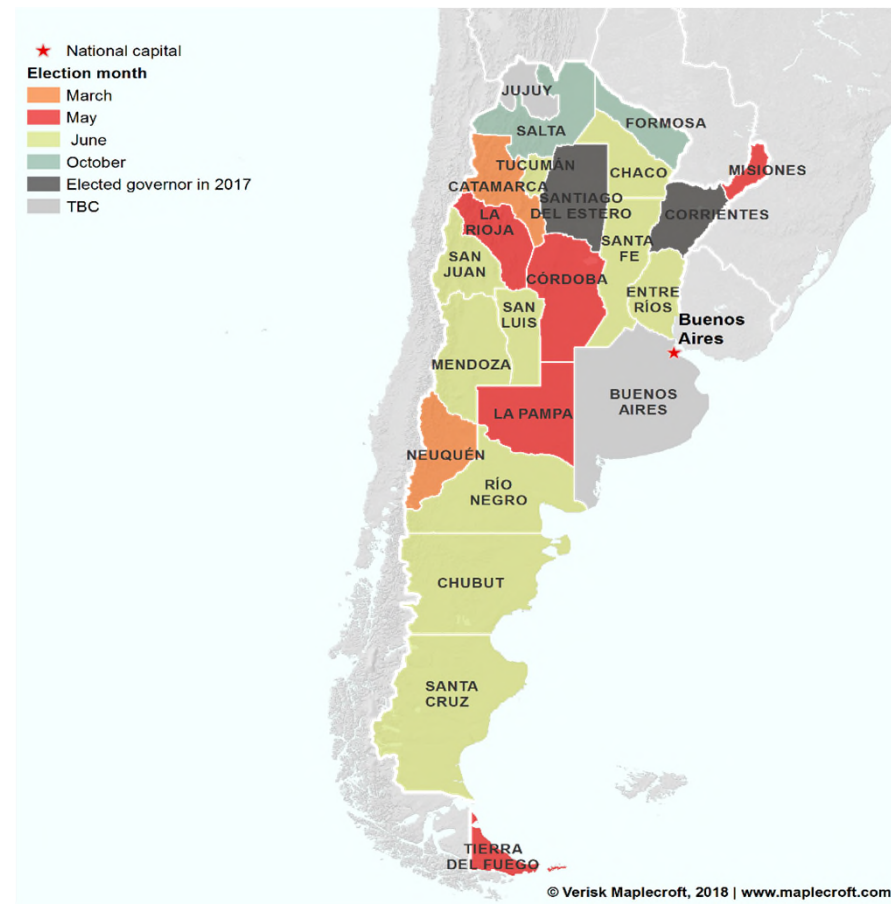 National capital
Election month
March
May
June
October
Elected governor in 2017
TBC
JUJUY
SALTA
FORMOSA
TUCUMÁN
CHACO
MISIONES
CATAMARCA
SANTIAGO
DEL ESTERO
CORRIENTES
LA
RIOJA
SANTA
FE
SAN
JUAN
CÓRDOBA
ENTRE
RÍOS
SAN
LUIS
Buenos
Aires
MENDOZA
BUENOS
AIRES
LA PAMPA
NEUQUÉN
RÍO
NEGRO
CHUBUT
SANTA
CRUZ
TIERRA
DEL FUEGO
© Verisk Maplecroft, 2018 | www.maplecroft.com